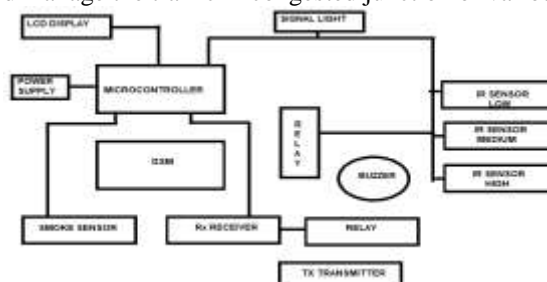 LCD DISPLAY
SIGNAL LIGHT
POWER
SUPPLY
MICROCONTROLLER
IR SENSOR
LOW
R
E
L
A
Y
IR SENSOR
MEDIUM
GSM
BUZZER
IR SENSOR
HIGH
SMOKE SENSOR
Rx RECEIVER
RELAY
TX TRANSMITTER